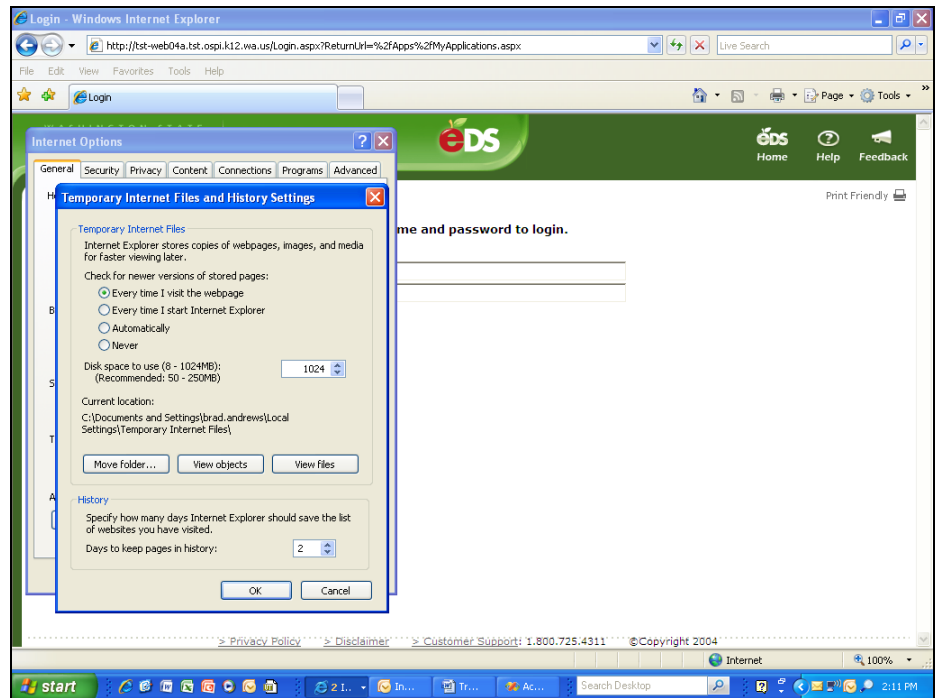 Login - Windows Internet Explorer
http://tst-web04a.tst.ospi.k12.wa.us/Login.aspx?ReturnUrl=%2fApps%2fMyApplications.aspx
Live Search
File Edit View Favorites Tools Help
Login
Page Tools
Internet Options
eDS
eDS
Home Help Feedback
General Security Privacy Content Connections Programs Advanced
Temporary Internet Files and History Settings
Print Friendly
Temporary Internet Files
Internet Explorer stores copies of webpages, images, and media
for faster viewing later.
me and password to login.
Check for newer versions of stored pages:
Every time I visit the webpage
Every time I start Internet Explorer
Automatically
Never
Disk space to use (8 - 1024MB):
(Recommended: 50 - 250MB)
1024
Current location:
C:\Documents and Settings\brad.andrews\Local
Settings\Temporary Internet Files\
Move folder... View objects View files
History
Specify how many days Internet Explorer should save the list
of websites you have visited.
Days to keep pages in history: 2
OK Cancel
> Privacy Policy > Disclaimer > Customer Support: 1.800.725.4311 ©Copyright 2004
Internet 100%
start 2 I... In... Tr... Ac... Search Desktop 2:11 PM